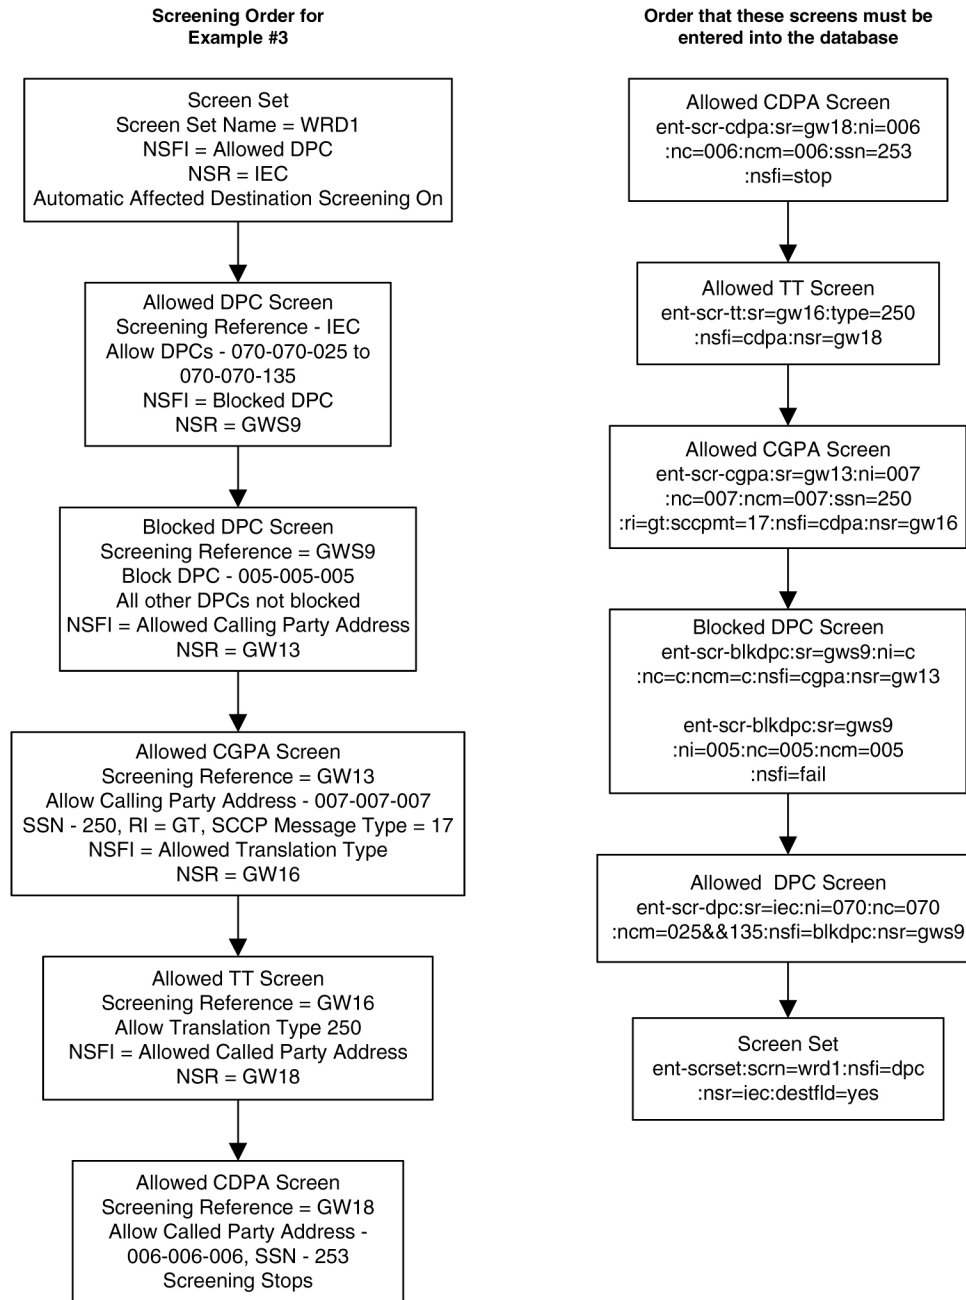 Screening Order for
Example #3
Screen Set
Screen Set Name = WRD1
NSFI = Allowed DPC
NSR = IEC
Automatic Affected Destination Screening On
Allowed DPC Screen
Screening Reference - IEC
Allow DPCs - 070-070-025 to
070-070-135
NSFI = Blocked DPC
NSR = GWS9
Blocked DPC Screen
Screening Reference = GWS9
Block DPC - 005-005-005
All other DPCs not blocked
NSFI = Allowed Calling Party Address
NSR = GW13
Allowed CGPA Screen
Screening Reference = GW13
Allow Calling Party Address - 007-007-007
SSN - 250, RI = GT, SCCP Message Type = 17
NSFI = Allowed Translation Type
NSR = GW16
Allowed TT Screen
Screening Reference = GW16
Allow Translation Type 250
NSFI = Allowed Called Party Address
NSR = GW18
Allowed CDPA Screen
Screening Reference = GW18
Allow Called Party Address -
006-006-006, SSN - 253
Screening Stops
Order that these screens must be
entered into the database
Allowed CDPA Screen
ent-scr-cdpa:sr=gw18:ni=006
:nc=006:ncm=006:ssn=253
:nsfi=stop
Allowed TT Screen
ent-scr-tt:sr=gw16:type=250
:nsfi=cdpa:nsr=gw18
Allowed CGPA Screen
ent-scr-cgpa:sr=gw13:ni=007
:nc=007:ncm=007:ssn=250
:ri=gt:sccpmt=17:nsfi=cdpa:nsr=gw16
Blocked DPC Screen
ent-scr-blkdpc:sr=gws9:ni=c
:nc=c:ncm=c:nsfi=cgpa:nsr=gw13
ent-scr-blkdpc:sr=gws9
:ni=005:nc=005:ncm=005
:nsfi=fail
Allowed DPC Screen
ent-scr-dpc:sr=iec:ni=070:nc=070
:ncm=025&&135:nsfi=blkdpc:nsr=gws9
Screen Set
ent-scrset:scrn=wrd1:nsfi=dpc
:nsr=iec:destfld=yes